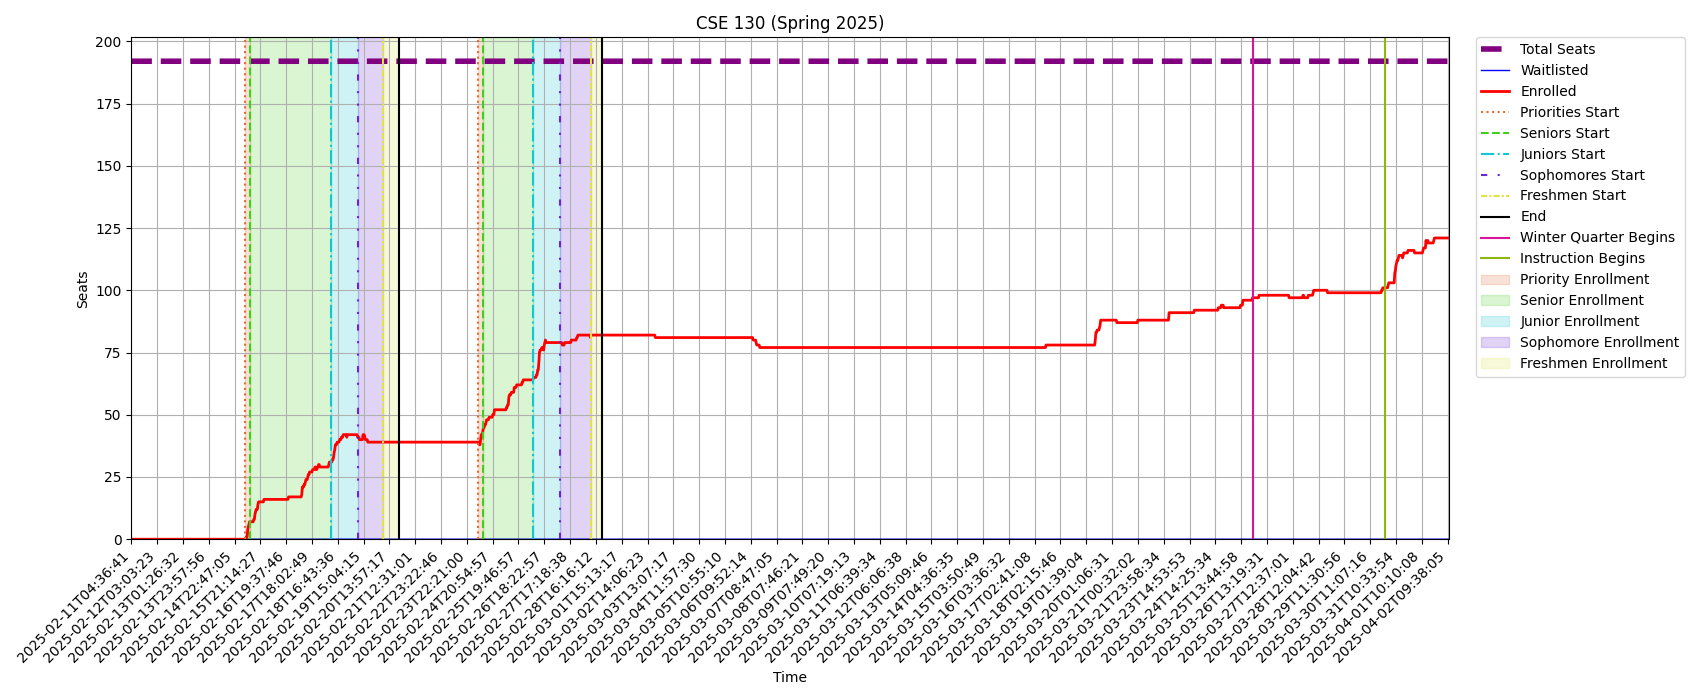 CSE 130 (Spring 2025)
Seats
200
175
150
125
100
75
50
25
0
2025-02-11T04:36:41
2025-02-12T03:03:23
2025-02-13T01:26:32
2025-02-13T23:57:56
2025-02-14T22:47:05
2025-02-15T21:14:27
2025-02-16T19:37:46
2025-02-17T18:02:49
2025-02-18T16:43:36
2025-02-19T15:04:15
2025-02-20T13:57:17
2025-02-21T12:31:01
2025-02-22T23:22:46
2025-02-23T22:21:00
2025-02-24T20:54:57
2025-02-25T19:46:57
2025-02-26T18:22:57
2025-02-27T17:18:38
2025-02-28T16:16:12
2025-03-01T15:13:17
2025-03-02T14:06:23
2025-03-03T13:07:17
2025-03-04T11:57:30
2025-03-05T10:55:10
2025-03-06T09:52:14
2025-03-07T08:47:05
2025-03-08T07:46:21
2025-03-09T07:49:20
2025-03-10T07:19:13
2025-03-11T06:39:34
2025-03-12T06:06:38
2025-03-13T05:09:46
2025-03-14T04:36:35
2025-03-15T03:50:49
2025-03-16T03:36:32
2025-03-17T02:41:08
2025-03-18T02:15:46
2025-03-19T01:39:04
2025-03-20T01:06:31
2025-03-21T00:32:02
2025-03-21T23:58:34
2025-03-23T14:53:53
2025-03-24T14:25:34
2025-03-25T13:44:58
2025-03-26T13:19:31
2025-03-27T12:37:01
2025-03-28T12:04:42
2025-03-29T11:30:56
2025-03-30T11:07:16
2025-03-31T10:33:54
2025-04-01T10:10:08
2025-04-02T09:38:05
Time
Total Seats
Waitlisted
Enrolled
Priorities Start
Seniors Start
Juniors Start
Sophomores Start
Freshmen Start
End
Winter Quarter Begins
Instruction Begins
Priority Enrollment
Senior Enrollment
Junior Enrollment
Sophomore Enrollment
Freshmen Enrollment